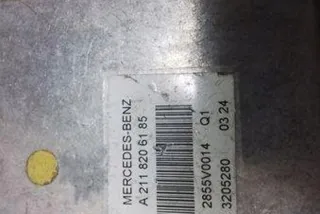 MERCEDES-BENZ
A 211 820 61 85
Q1
2855V0014
03 24
3205280